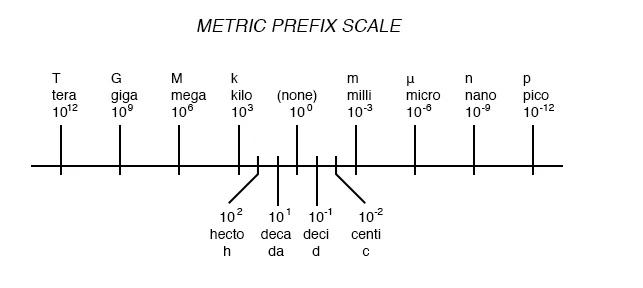 METRIC PREFIX SCALE
T G M k m µ n p
tera giga mega kilo (none) milli micro nano pico
10¹² 10⁹ 10⁶ 10³ 10⁰ 10⁻³ 10⁻⁶ 10⁻⁹ 10⁻¹²
10² 10¹ 10⁻¹ 10⁻²
hecto deca deci centi
h da d c